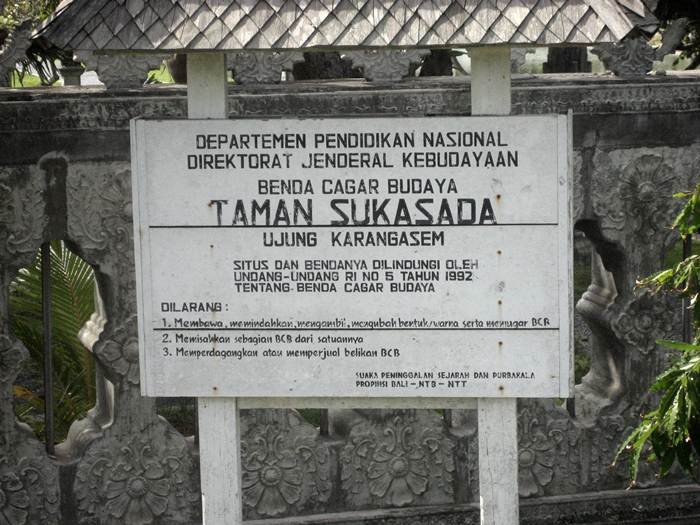 DEPARTEMEN PENDIDIKAN NASIONAL
DIREKTORAT JENDERAL KEBUDAYAAN
BENDA CAGAR BUDAYA
TAMAN SUKASADA
UJUNG KARANGASEM
SITUS DAN BENDANYA DILINDUNGI OLEH
UNDANG-UNDANG RI NO 5 TAHUN 1992
TENTANG BENDA CAGAR BUDAYA
DILARANG :
1. Membawa, memindahkan, mengambil, mengubah bentuk/warna serta memugar BCB
2. Memisahkan sebagian BCB dari satuannya
3. Memperdagangkan atau memperjual belikan BCB
SUAKA PENINGGALAN SEJARAH DAN PURBAKALA
PROPINSI BALI - NTB - NTT